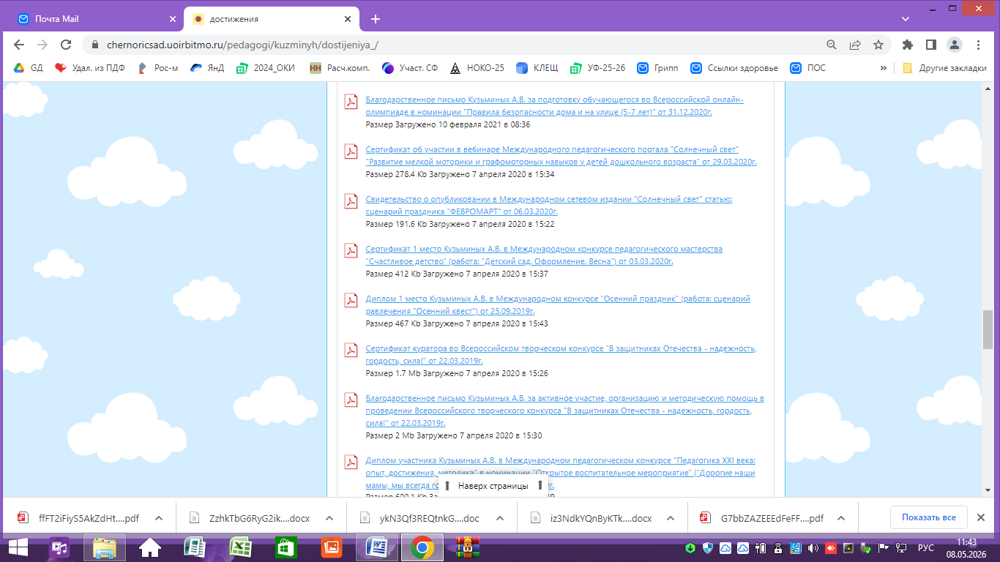 Почта Mail
достижения
chernoricsad.uoirbitmo.ru/pedagogi/kuzminyh/dostijeniya_/
GД
Удал. из ПДФ
Рос-м
ЯнД
2024_ОКИ
Расч.комп.
Участ. СФ
НОКО-25
КЛЕЩ
УФ-25-26
Грипп
Ссылки здоровье
ПОС
Другие закладки
Благодарственное письмо Кузьминых А.В. за подготовку обучающегося во Всероссийской онлайн-
олимпиаде в номинации "Правила безопасности дома и на улице (5-7 лет)" от 31.12.2020г.
Размер Загружено 10 февраля 2021 в 08:36
Сертификат об участии в вебинаре Международного педагогического портала "Солнечный свет"
"Развитие мелкой моторики и графомоторных навыков у детей дошкольного возраста" от 29.03.2020г.
Размер 278.4 Kb Загружено 7 апреля 2020 в 15:34
Свидетельство о опубликовании в Международном сетевом издании "Солнечный свет" статью:
сценарий праздника "ФЕВРОМАРТ" от 06.03.2020г.
Размер 191.6 Kb Загружено 7 апреля 2020 в 15:22
Сертификат 1 место Кузьминых А.В. в Международном конкурсе педагогического мастерства
"Счастливое детство" (работа: "Детский сад. Оформление. Весна") от 03.03.2020г.
Размер 412 Kb Загружено 7 апреля 2020 в 15:37
Диплом 1 место Кузьминых А.В. в Международном конкурсе "Осенний праздник" (работа: сценарий
равлечения "Осенний квест") от 25.09.2019г.
Размер 467 Kb Загружено 7 апреля 2020 в 15:43
Сертификат куратора во Всероссийском творческом конкурсе "В защитниках Отечества - надежность,
гордость, сила!" от 22.03.2019г.
Размер 1.7 Mb Загружено 7 апреля 2020 в 15:26
Благодарственное письмо Кузьминых А.В. за активное участие, организацию и методическую помощь в
проведении Всероссийского творческого конкурса "В защитниках Отечества - надежность, гордость,
сила!" от 22.03.2019г.
Размер 2 Mb Загружено 7 апреля 2020 в 15:30
Диплом участника Кузьминых А.В. в Международном педагогическом конкурсе "Педагогика XXI века:
опыт, достижения, методика" в номинации "Открытое воспитательное мероприятие" ("Дорогие наши
мамы, мы всегда
Наверх страницы
ffFT2iFiyS5AkZdHt....pdf
ZzhkTbG6RyG2ik....docx
ykN3Qf3REQtnkG....doc
iz3NdkYQnByKTk....docx
G7bbZAZEEEdFeFF....pdf
Показать все
РУС
11:43
08.05.2026